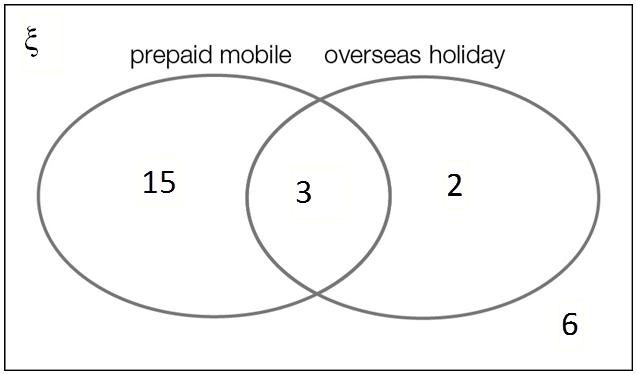 ξ
prepaid mobile overseas holiday
15 3 2
6